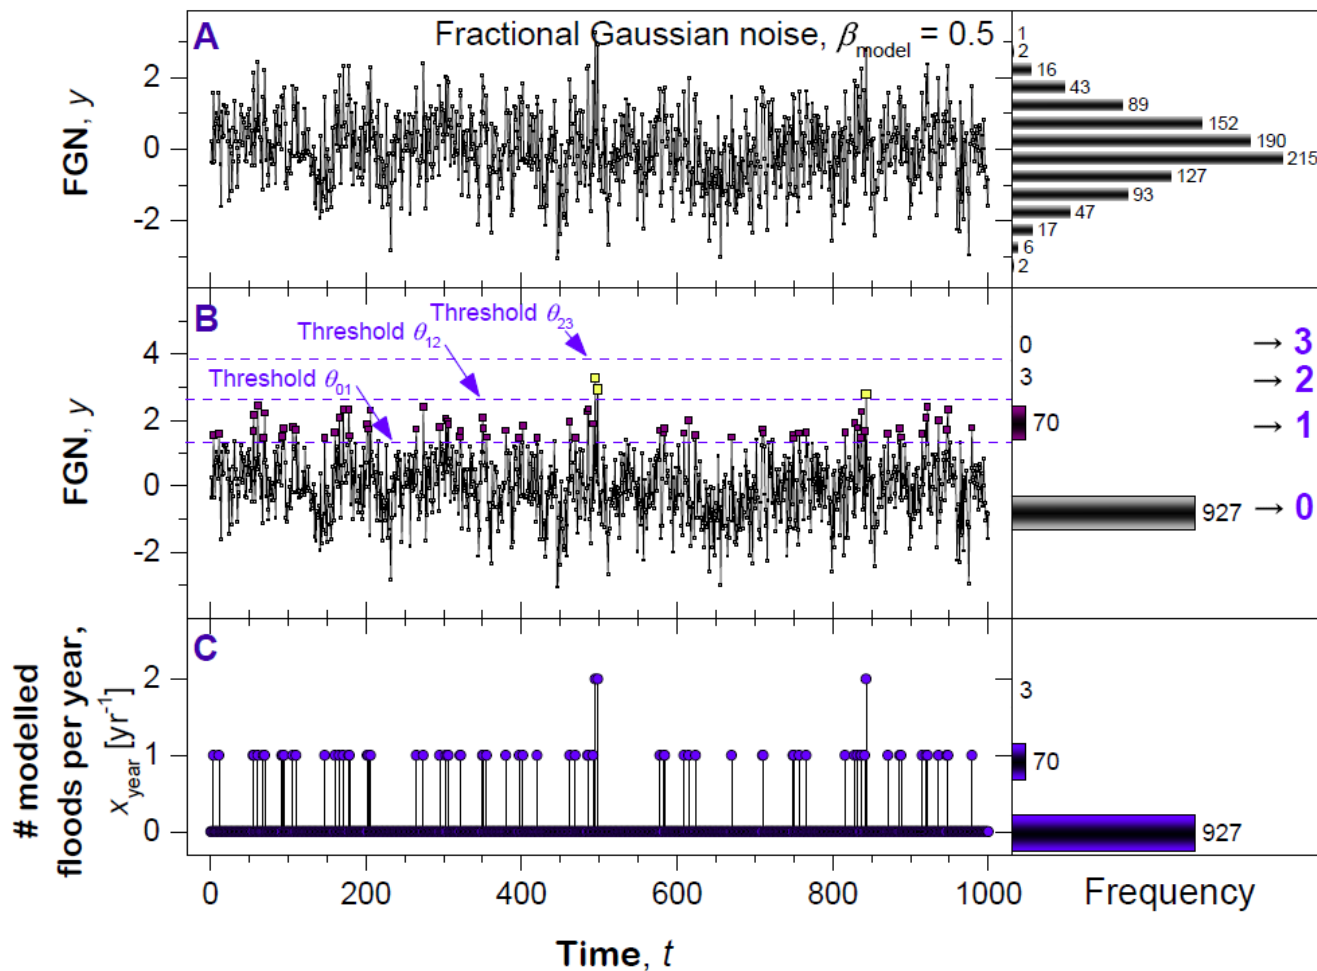 A
Fractional Gaussian noise, βmodel = 0.5
FGN, y
2
0
-2
1
2
16
43
89
152
190
215
127
93
47
17
6
2
B
Threshold θ23
Threshold θ12
Threshold θ01
FGN, y
4
2
0
-2
0 → 3
3 → 2
70 → 1
927 → 0
C
# modelled
floods per year,
xyear [yr-1]
2
1
0
3
70
927
0 200 400 600 800 1000
Frequency
Time, t